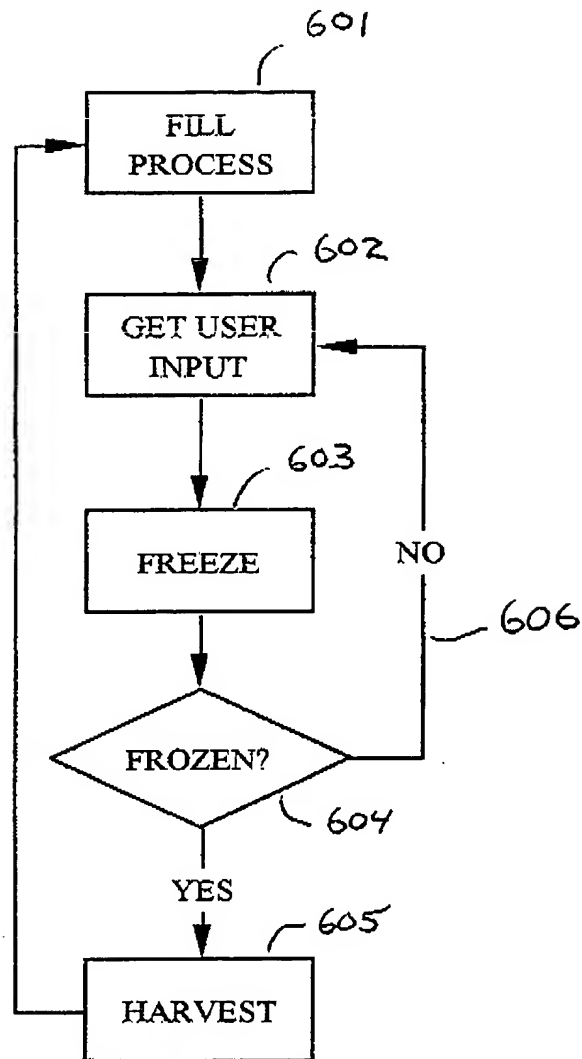 601
FILL
PROCESS
602
GET USER
INPUT
603
FREEZE
NO
606
FROZEN?
604
YES
605
HARVEST